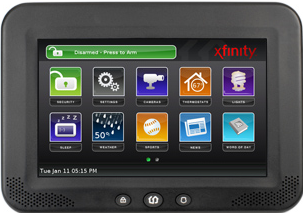 Disarmed - Press to Arm
xfinity
SECURITY
SETTINGS
CAMERAS
67°
THERMOSTATS
LIGHTS
SLEEP
50°
WEATHER
SPORTS
NEWS
WORD OF DAY
Tue Jan 11 05:15 PM